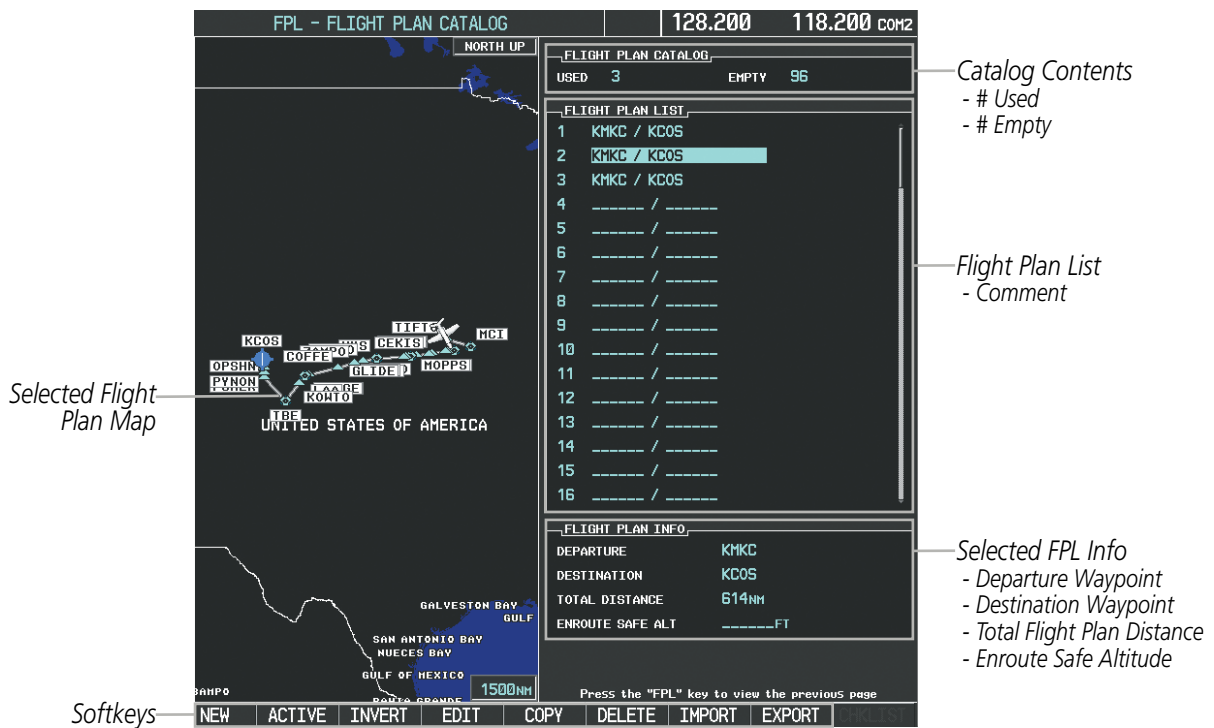 FPL - FLIGHT PLAN CATALOG
128.200
118.200 COM2
NORTH UP
KCOS
COFFE
CEKIS
TIFT
MCI
OPSHN
PYNON
GLIDE
MOPPS
KOWTO
TBE
UNITED STATES OF AMERICA
GALVESTON BAY
GULF
SAN ANTONIO BAY
NUECES BAY
GULF OF MEXICO
1500NM
FLIGHT PLAN CATALOG
USED 3 EMPTY 96
FLIGHT PLAN LIST
1 KMKC / KCOS
2 KMKC / KCOS
3 KMKC / KCOS
4 ______ / ______
5 ______ / ______
6 ______ / ______
7 ______ / ______
8 ______ / ______
9 ______ / ______
10 ______ / ______
11 ______ / ______
12 ______ / ______
13 ______ / ______
14 ______ / ______
15 ______ / ______
16 ______ / ______
FLIGHT PLAN INFO
DEPARTURE KMKC
DESTINATION KCOS
TOTAL DISTANCE 614NM
ENROUTE SAFE ALT ______FT
Press the "FPL" key to view the previous page
NEW ACTIVE INVERT EDIT COPY DELETE IMPORT EXPORT CHKLIST
Selected Flight
Plan Map
Softkeys
Catalog Contents
- # Used
- # Empty
Flight Plan List
- Comment
Selected FPL Info
- Departure Waypoint
- Destination Waypoint
- Total Flight Plan Distance
- Enroute Safe Altitude